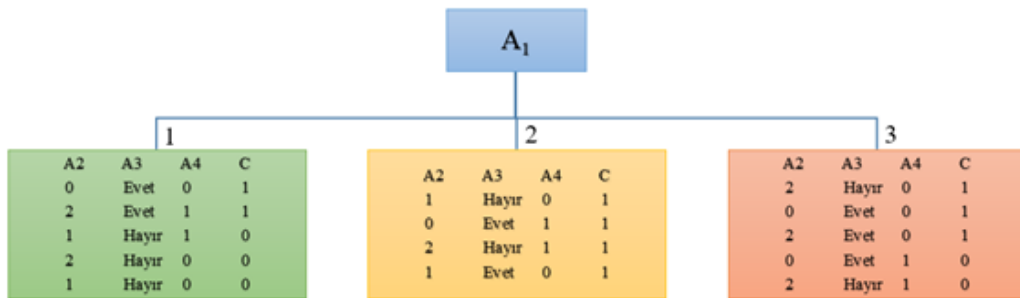 A₁
1
2
3
A2 A3 A4 C
0 Evet 0 1
2 Evet 1 1
1 Hayır 1 0
2 Hayır 0 0
1 Hayır 0 0
A2 A3 A4 C
1 Hayır 0 1
0 Evet 1 1
2 Hayır 1 1
1 Evet 0 1
A2 A3 A4 C
2 Hayır 0 1
0 Evet 0 1
2 Evet 0 1
0 Evet 1 0
2 Hayır 1 0